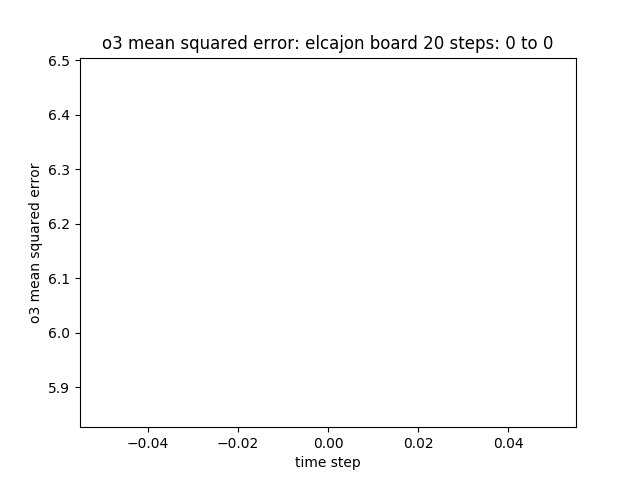 o3 mean squared error: elcajon board 20 steps: 0 to 0
6.5
6.4
6.3
6.2
6.1
6.0
5.9
o3 mean squared error
−0.04 −0.02 0.00 0.02 0.04
time step